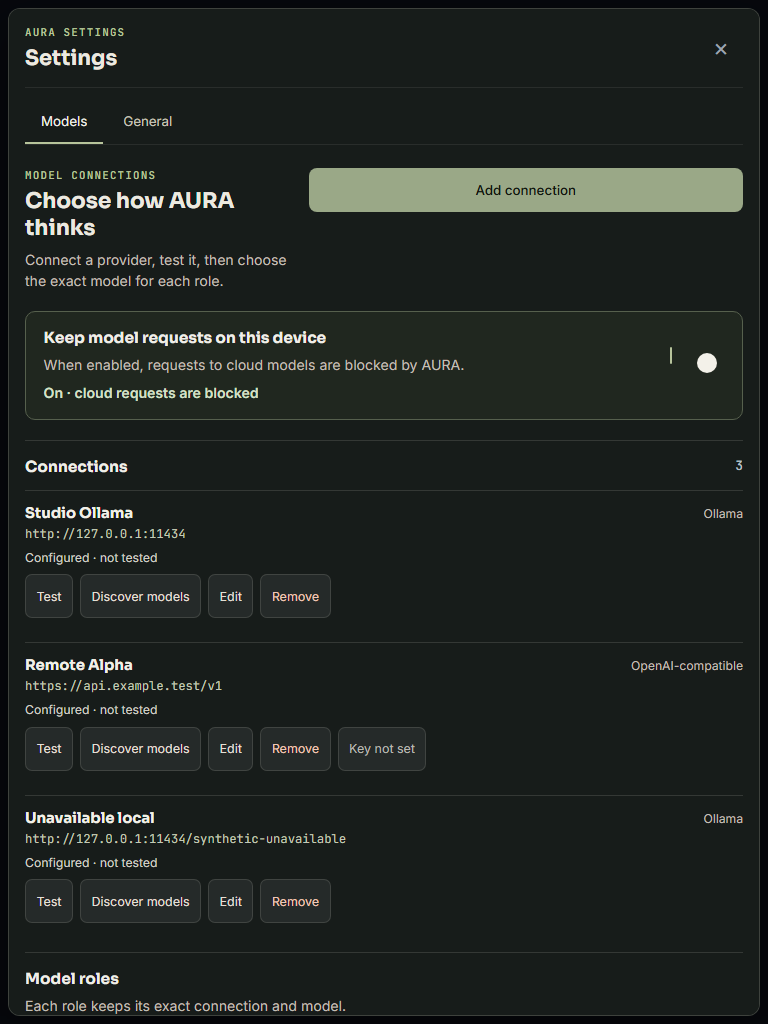 AURA SETTINGS
Settings
Models General
MODEL CONNECTIONS
Choose how AURA
thinks
Connect a provider, test it, then choose
the exact model for each role.
Add connection
Keep model requests on this device
When enabled, requests to cloud models are blocked by AURA.
On · cloud requests are blocked
Connections 3
Studio Ollama Ollama
http://127.0.0.1:11434
Configured · not tested
Test Discover models Edit Remove
Remote Alpha OpenAI-compatible
https://api.example.test/v1
Configured · not tested
Test Discover models Edit Remove Key not set
Unavailable local Ollama
http://127.0.0.1:11434/synthetic-unavailable
Configured · not tested
Test Discover models Edit Remove
Model roles
Each role keeps its exact connection and model.